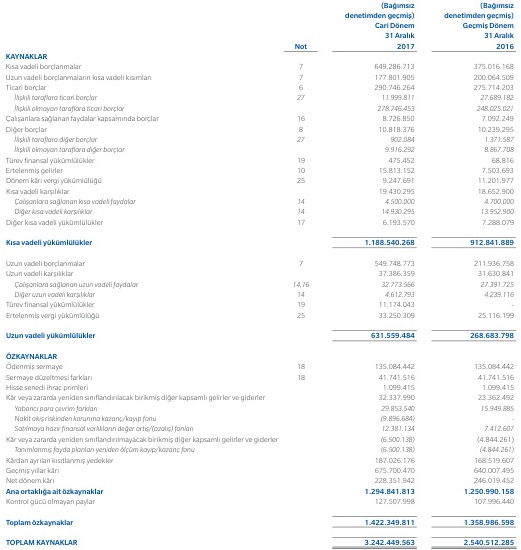 (Bağımsız (Bağımsız
denetimden geçmiş) denetimden geçmiş)
Cari Dönem Geçmiş Dönem
31 Aralık 31 Aralık
Not 2017 2016
KAYNAKLAR
Kısa vadeli borçlanmalar 7 649.286.713 375.016.168
Uzun vadeli borçlanmaların kısa vadeli kısımları 7 177.801.905 200.064.509
Ticari borçlar 6 290.746.264 275.714.203
İlişkili taraflara ticari borçlar 27 11.999.811 27.689.182
İlişkili olmayan taraflara ticari borçlar 278.746.453 248.025.021
Çalışanlara sağlanan faydalar kapsamında borçlar 16 8.726.850 7.092.249
Diğer borçlar 8 10.818.376 10.239.295
İlişkili taraflara diğer borçlar 27 902.084 1.371.587
İlişkili olmayan taraflara diğer borçlar 9.916.292 8.867.708
Türev finansal yükümlülükler 19 475.452 68.816
Ertelenmiş gelirler 10 15.813.152 7.503.693
Dönem kârı vergi yükümlülüğü 25 9.247.691 11.201.977
Kısa vadeli karşılıklar 19.430.295 18.652.900
Çalışanlara sağlanan kısa vadeli faydalar 14 4.500.000 4.700.000
Diğer kısa vadeli karşılıklar 14 14.930.295 13.952.900
Diğer kısa vadeli yükümlülükler 17 6.193.570 7.288.079
Kısa vadeli yükümlülükler 1.188.540.268 912.841.889
Uzun vadeli borçlanmalar 7 549.748.773 211.936.758
Uzun vadeli karşılıklar 37.386.359 31.630.841
Çalışanlara sağlanan uzun vadeli faydalar 14,16 32.773.566 27.391.725
Diğer uzun vadeli karşılıklar 14 4.612.793 4.239.116
Türev finansal yükümlülükler 19 11.174.043 -
Ertelenmiş vergi yükümlülüğü 25 33.250.309 25.116.199
Uzun vadeli yükümlülükler 631.559.484 268.683.798
ÖZKAYNAKLAR
Ödenmiş sermaye 18 135.084.442 135.084.442
Sermaye düzeltmesi farkları 18 41.741.516 41.741.516
Hisse senedi ihraç primleri 1.099.415 1.099.415
Kâr veya zararda yeniden sınıflandırılacak birikmiş diğer kapsamlı gelirler ve giderler 32.337.990 23.362.492
Yabancı para çevrim farkları 29.853.540 15.949.885
Nakit akış riskinden korunma kazanç/kayıp fonu (9.896.684) -
Satılmaya hazır finansal varlıkların değer artış/(azalış) fonları 12.381.134 7.412.607
Kâr veya zararda yeniden sınıflandırılmayacak birikmiş diğer kapsamlı gelirler ve giderler (6.500.138) (4.844.261)
Tanımlanmış fayda planları yeniden ölçüm kayıp/kazanç fonu (6.500.138) (4.844.261)
Kârdan ayrılan kısıtlanmış yedekler 187.026.176 168.519.607
Geçmiş yıllar kârı 675.700.470 640.007.495
Net dönem kârı 228.351.942 246.019.452
Ana ortaklığa ait özkaynaklar 1.294.841.813 1.250.990.158
Kontrol gücü olmayan paylar 127.507.998 107.996.440
Toplam özkaynaklar 1.422.349.811 1.358.986.598
TOPLAM KAYNAKLAR 3.242.449.563 2.540.512.285